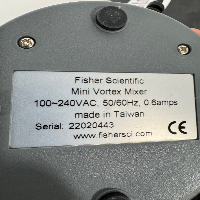 Fisher Scientific
Mini Vortex Mixer
100~240VAC, 50/60Hz, 0.6amps
made in Taiwan
Serial: 22020443
www.fishersci.com
CE